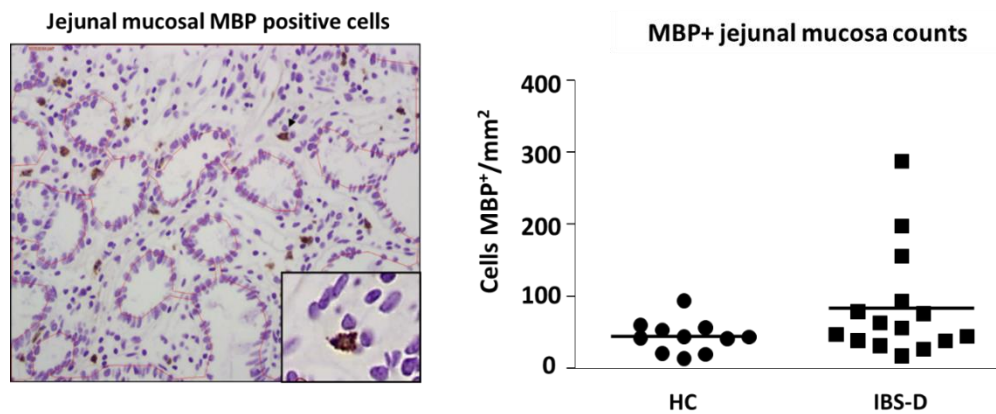 Jejunal mucosal MBP positive cells
MBP+ jejunal mucosa counts
Cells MBP⁺/mm²
400
300
200
100
0
HC
IBS-D